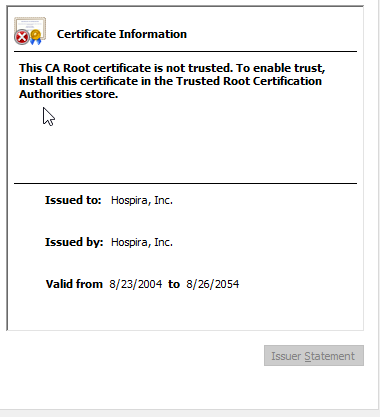 Certificate Information
This CA Root certificate is not trusted. To enable trust,
install this certificate in the Trusted Root Certification
Authorities store.
Issued to: Hospira, Inc.
Issued by: Hospira, Inc.
Valid from 8/23/2004 to 8/26/2054
Issuer Statement